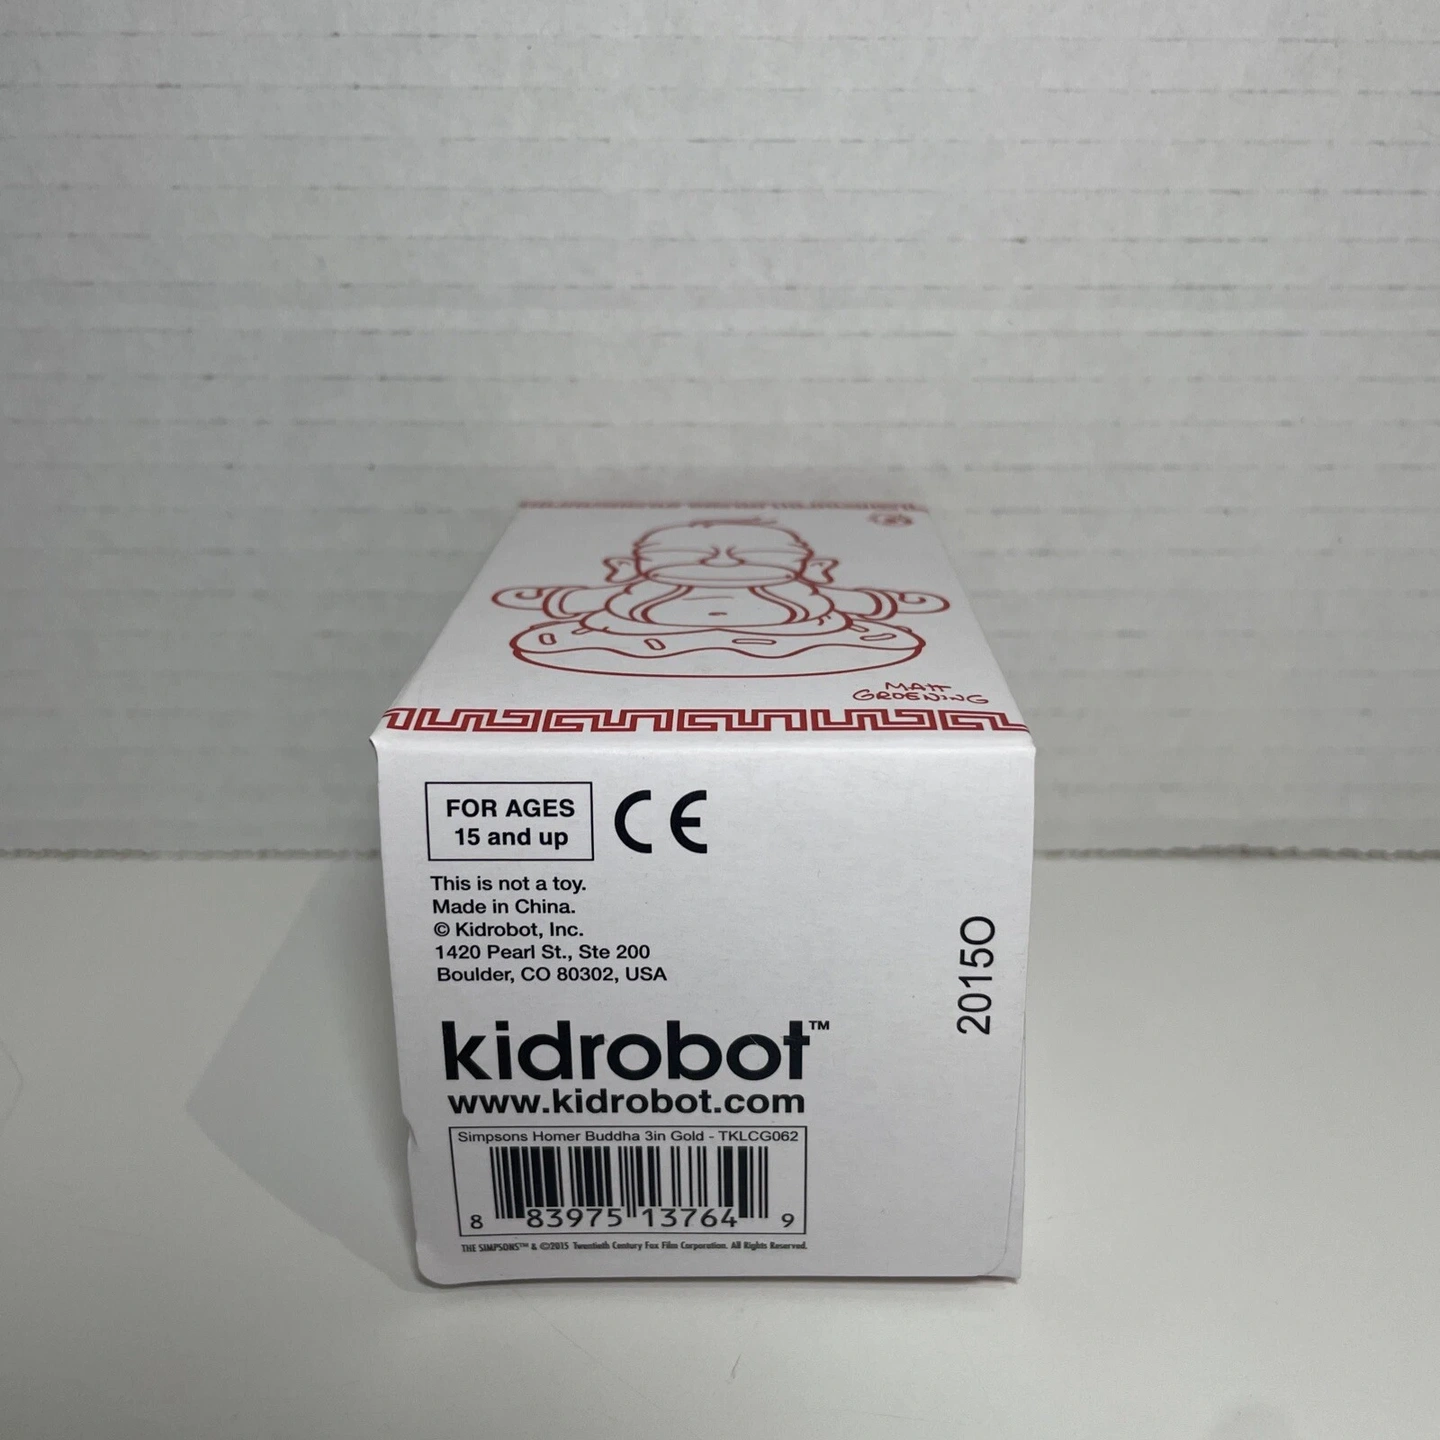 MATT
GROENING
FOR AGES
15 and up
CE
This is not a toy.
Made in China.
© Kidrobot, Inc.
1420 Pearl St., Ste 200
Boulder, CO 80302, USA
2015O
kidrobot™
www.kidrobot.com
Simpsons Homer Buddha 3in Gold - TKLCG062
8 83975 13764 9
THE SIMPSONS™ & ©2015 Twentieth Century Fox Film Corporation. All Rights Reserved.